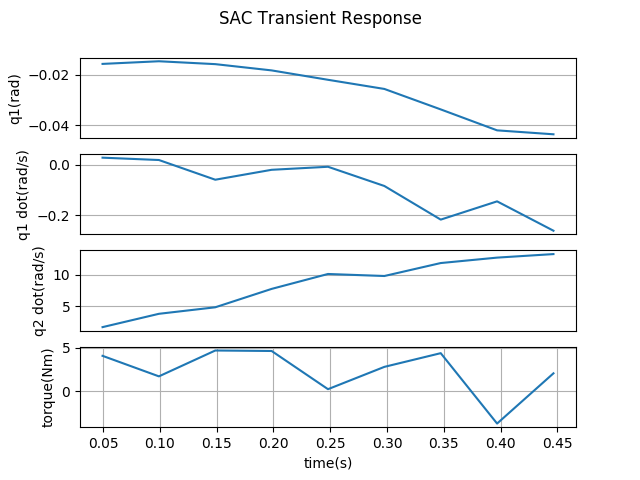 SAC Transient Response
q1(rad)
−0.02
−0.04
q1 dot(rad/s)
0.0
−0.2
q2 dot(rad/s)
10
5
torque(Nm)
5
0
0.05 0.10 0.15 0.20 0.25 0.30 0.35 0.40 0.45
time(s)